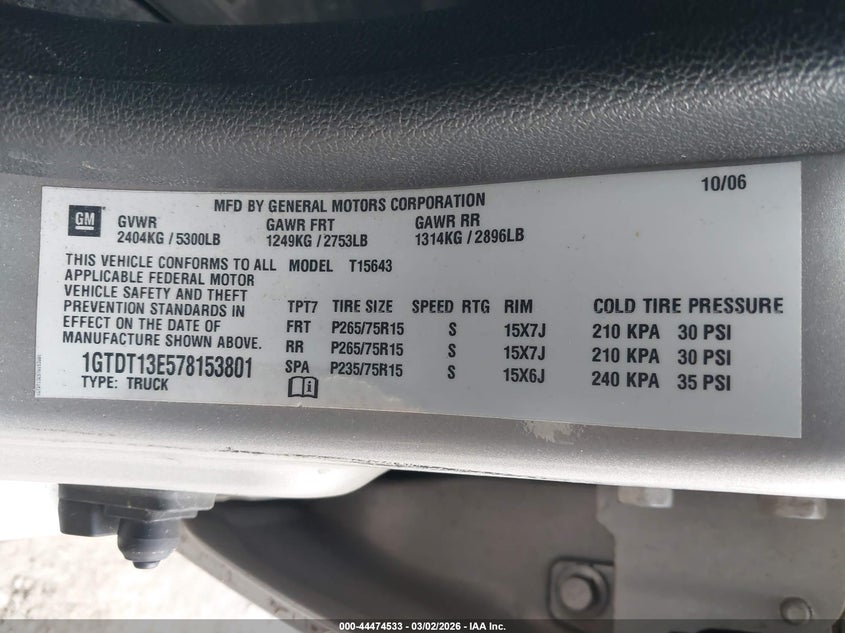 10/06
MFD BY GENERAL MOTORS CORPORATION
GM
GVWR GAWR FRT GAWR RR
2404KG / 5300LB 1249KG / 2753LB 1314KG / 2896LB
THIS VEHICLE CONFORMS TO ALL
APPLICABLE FEDERAL MOTOR
VEHICLE SAFETY AND THEFT
PREVENTION STANDARDS IN
EFFECT ON THE DATE OF
MANUFACTURE SHOWN ABOVE.
1GTDT13E578153801
TYPE: TRUCK
MODEL T15643
TPT7 TIRE SIZE SPEED RTG RIM COLD TIRE PRESSURE
FRT P265/75R15 S 15X7J 210 KPA 30 PSI
RR P265/75R15 S 15X7J 210 KPA 30 PSI
SPA P235/75R15 S 15X6J 240 KPA 35 PSI
000-44474533 - 03/02/2026 - IAA Inc.